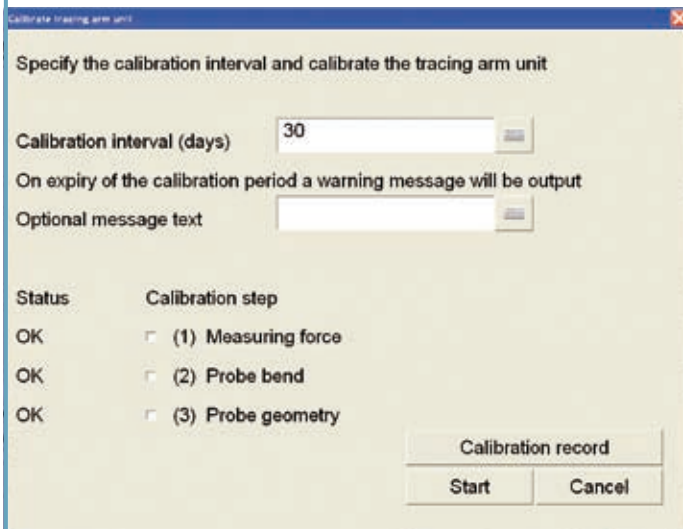 Calibrate tracing arm unit
Specify the calibration interval and calibrate the tracing arm unit
Calibration interval (days) 30
On expiry of the calibration period a warning message will be output
Optional message text
Status Calibration step
OK (1) Measuring force
OK (2) Probe bend
OK (3) Probe geometry
Calibration record
Start Cancel